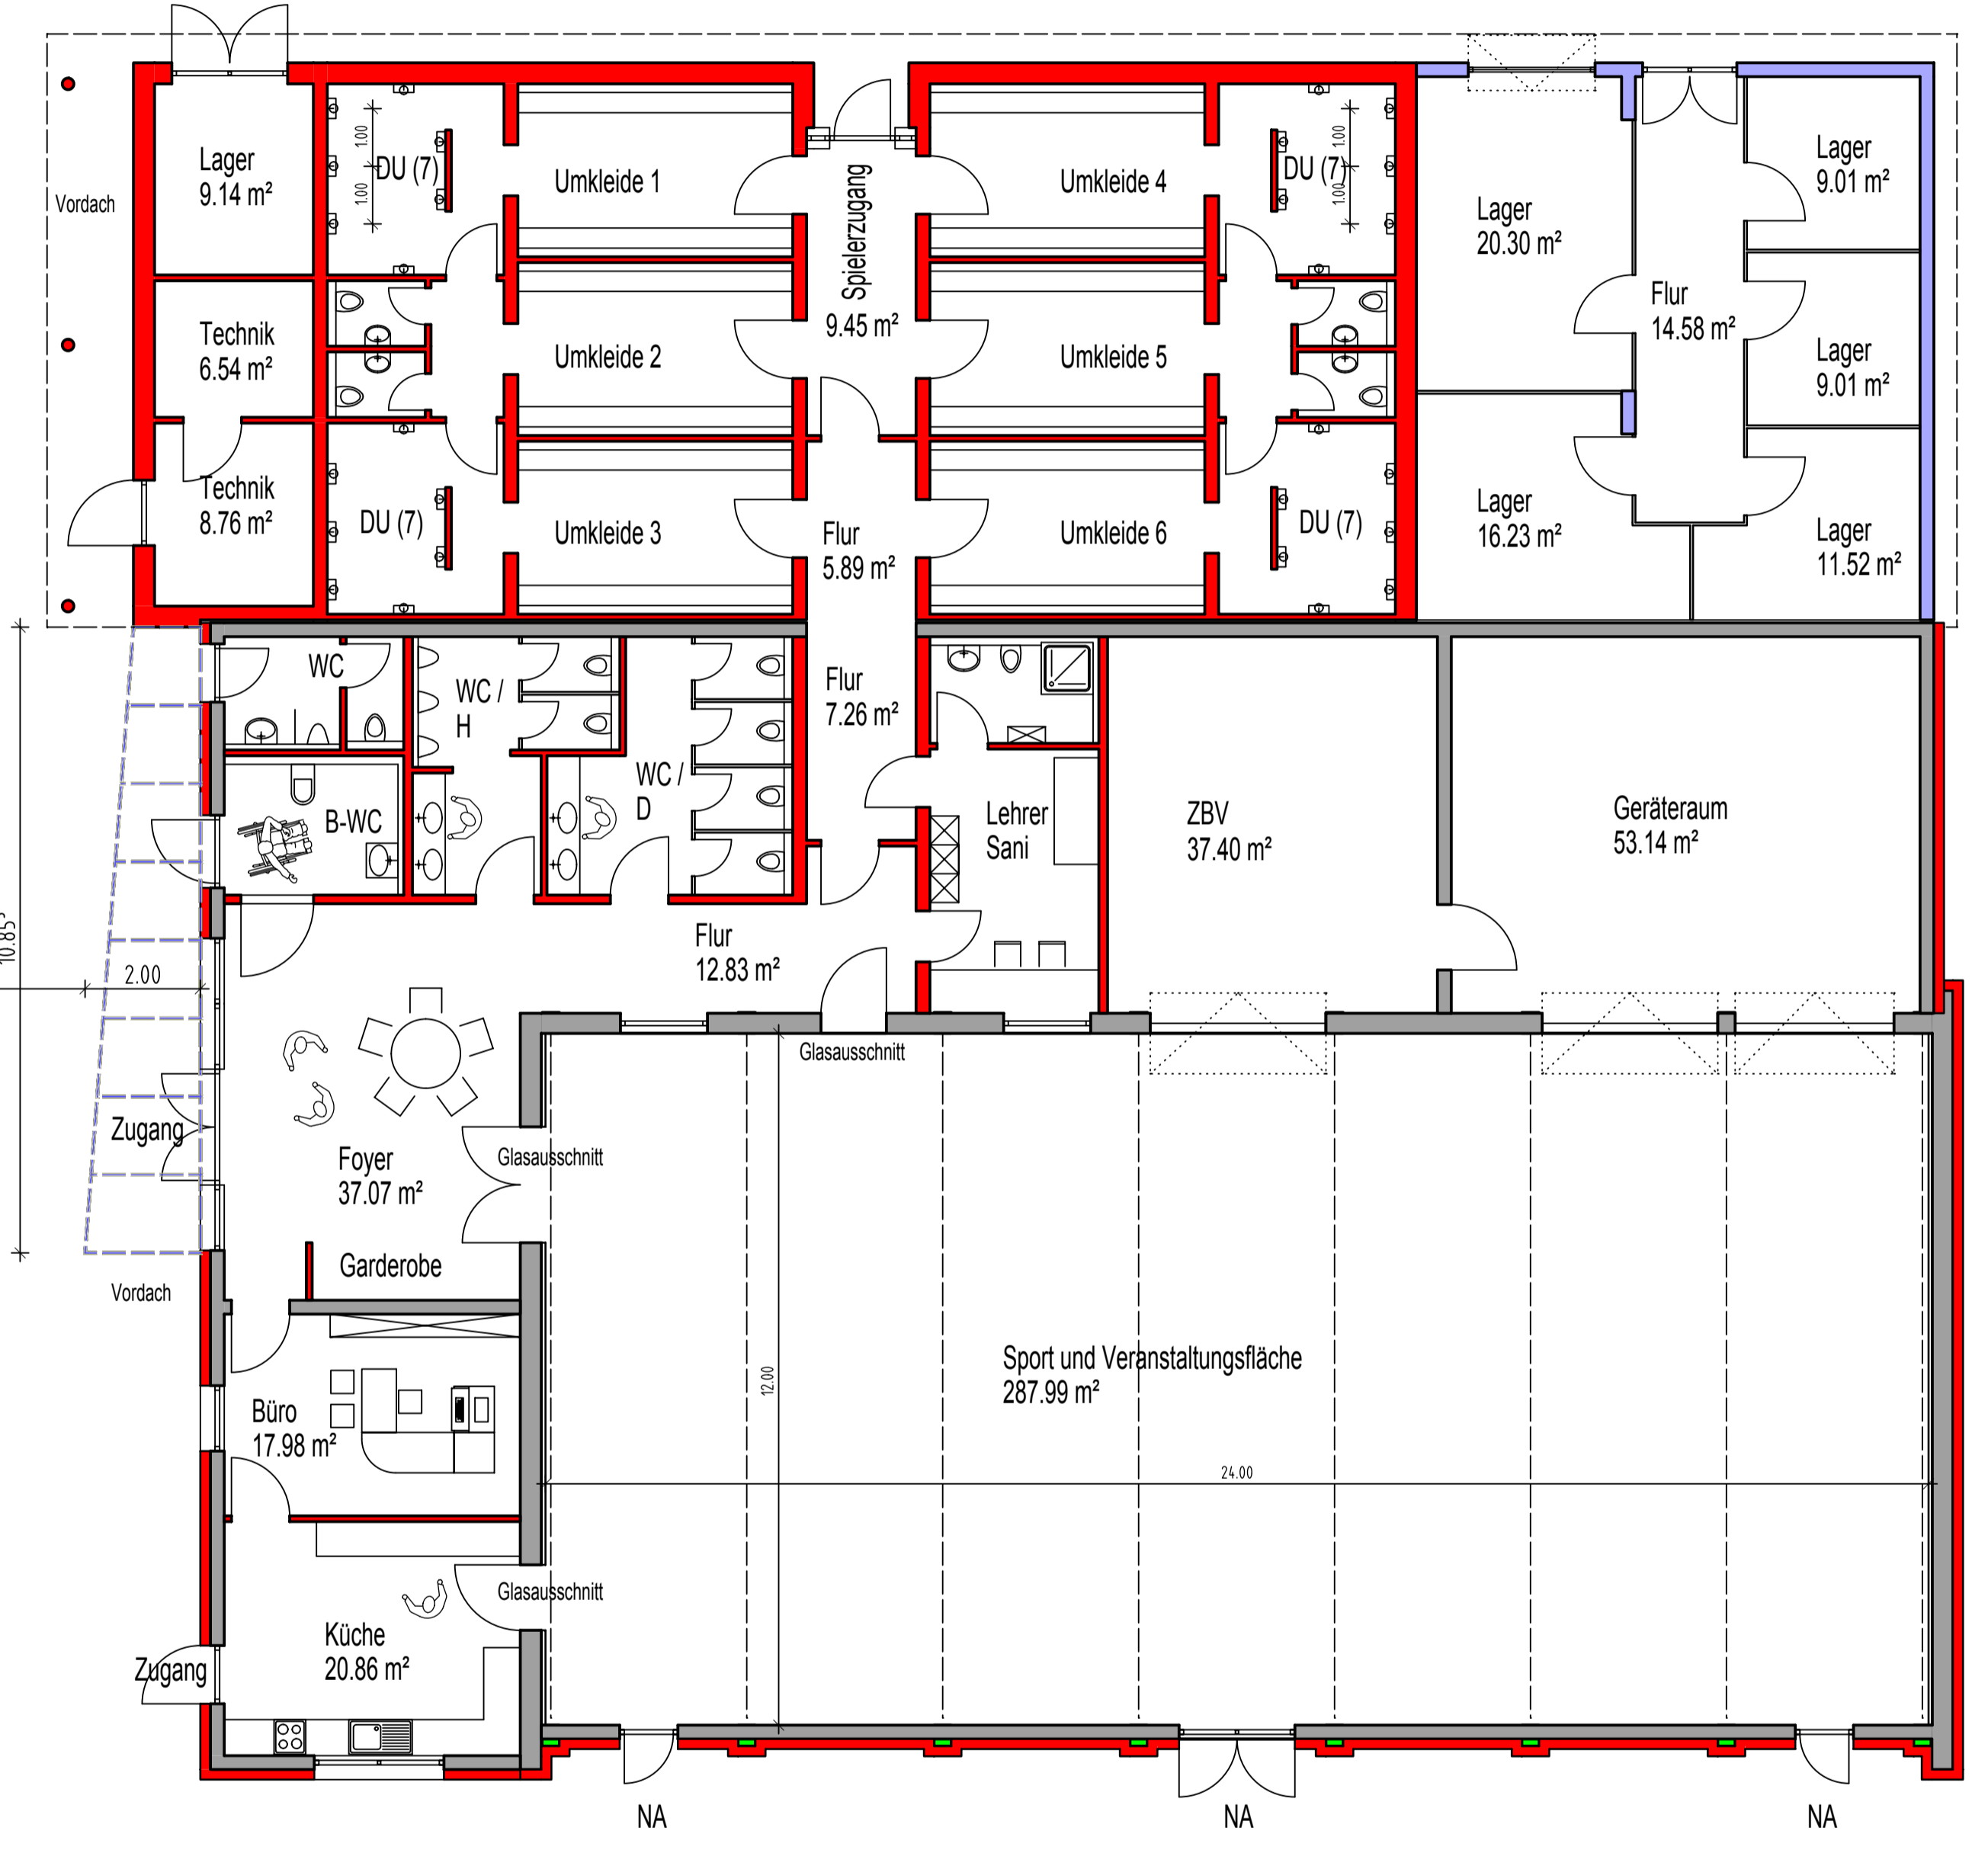 Vordach
Lager
9.14 m²
Technik
6.54 m²
Technik
8.76 m²
1.00
1.00
DU (7)
DU (7)
Umkleide 1
Umkleide 2
Umkleide 3
Spielerzugang
9.45 m²
Flur
5.89 m²
Umkleide 4
Umkleide 5
Umkleide 6
DU (7)
1.00
1.00
DU (7)
Lager
20.30 m²
Lager
16.23 m²
Flur
14.58 m²
Lager
9.01 m²
Lager
9.01 m²
Lager
11.52 m²
WC
B-WC
WC /
H
WC /
D
Flur
7.26 m²
Lehrer
Sani
ZBV
37.40 m²
Geräteraum
53.14 m²
Flur
12.83 m²
10.85⁵
2.00
Zugang
Vordach
Foyer
37.07 m²
Garderobe
Glasausschnitt
Glasausschnitt
Büro
17.98 m²
Glasausschnitt
Küche
20.86 m²
Zugang
Sport und Veranstaltungsfläche
287.99 m²
12.00
24.00
NA
NA
NA